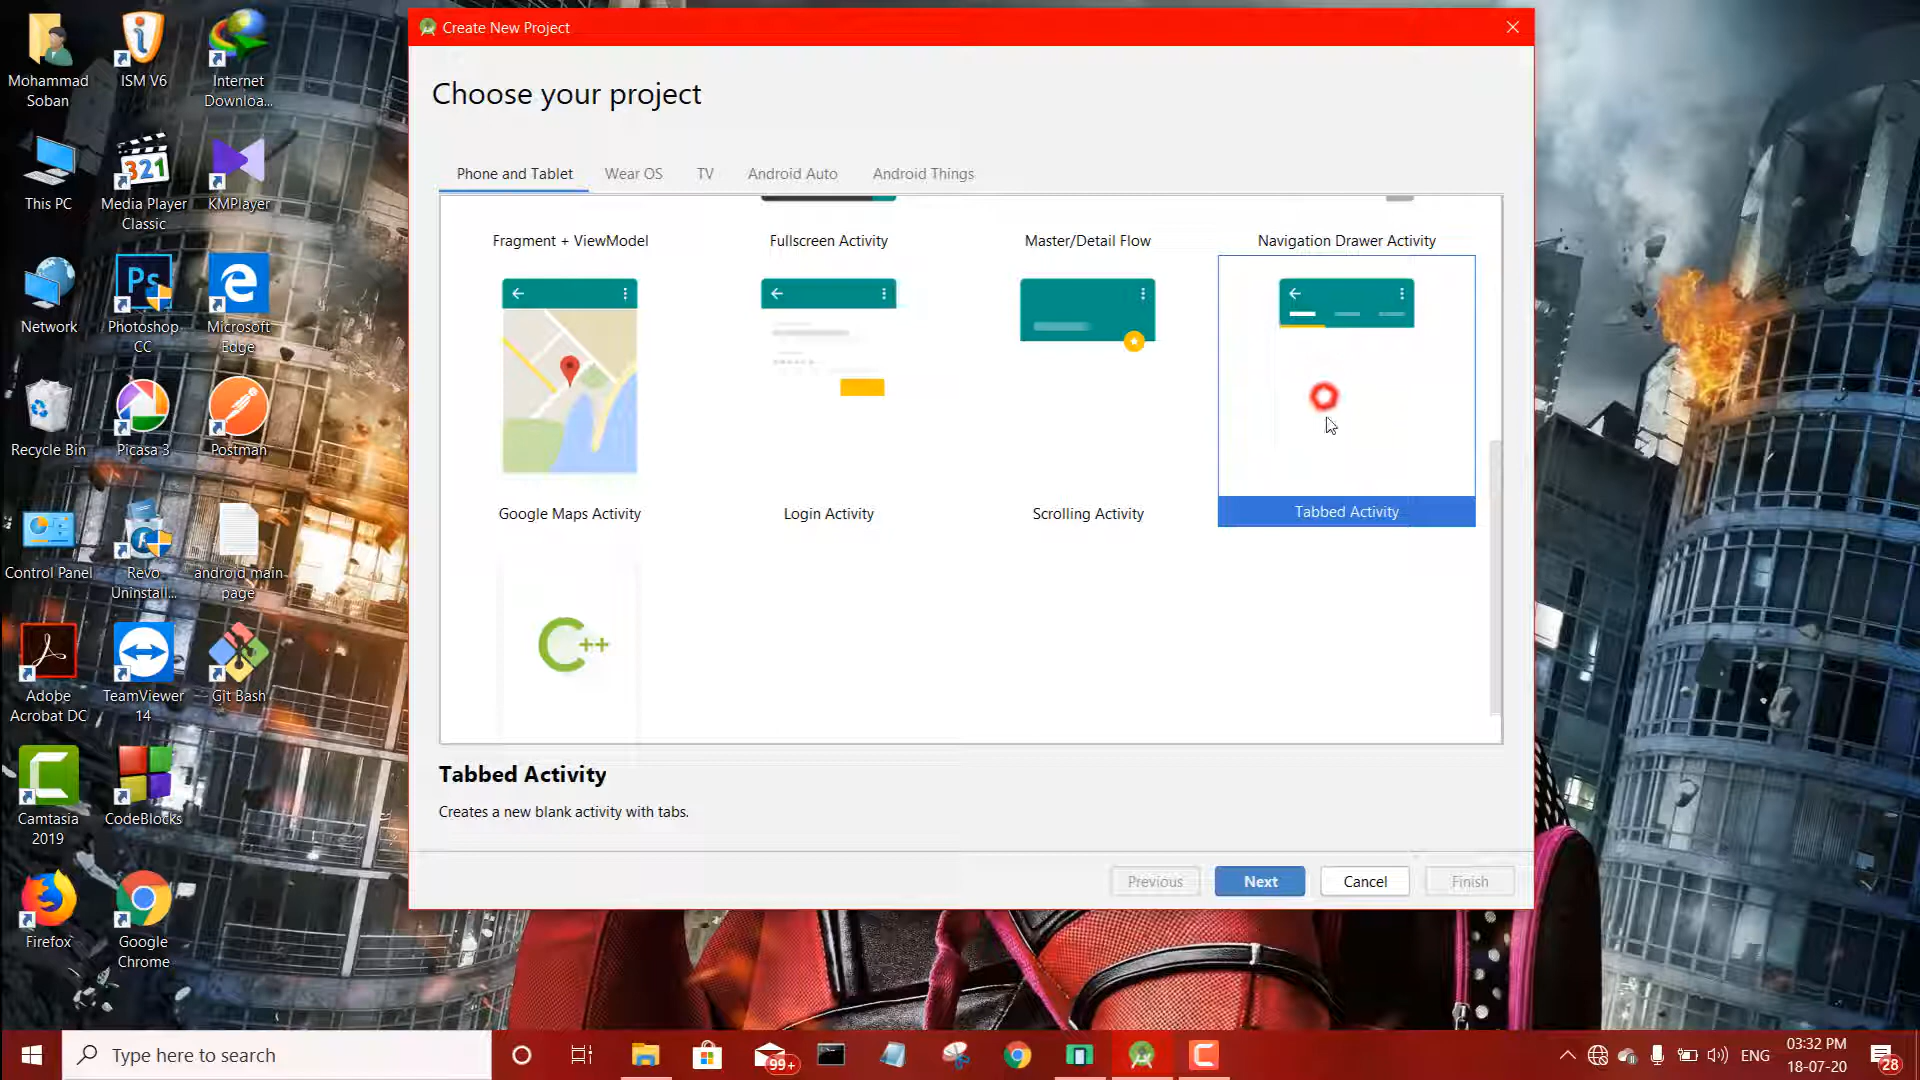 Mohammad
Soban
ISM V6
Internet
Downloa...
This PC
Media Player
Classic
321
KMPlayer
Network
Ps
Photoshop
CC
Microsoft
Edge
Recycle Bin
Picasa 3
Postman
Control Panel
Revo
Uninstall...
android main
page
Adobe
Acrobat DC
TeamViewer
14
Git Bash
Camtasia
2019
CodeBlocks
Firefox
Google
Chrome
Create New Project
Choose your project
Phone and Tablet
Wear OS
TV
Android Auto
Android Things
Fragment + ViewModel
Fullscreen Activity
Master/Detail Flow
Navigation Drawer Activity
Google Maps Activity
Login Activity
Scrolling Activity
Tabbed Activity
C++
Tabbed Activity
Creates a new blank activity with tabs.
Previous
Next
Cancel
Finish
Type here to search
99+
ENG
03:32 PM
18-07-20
28